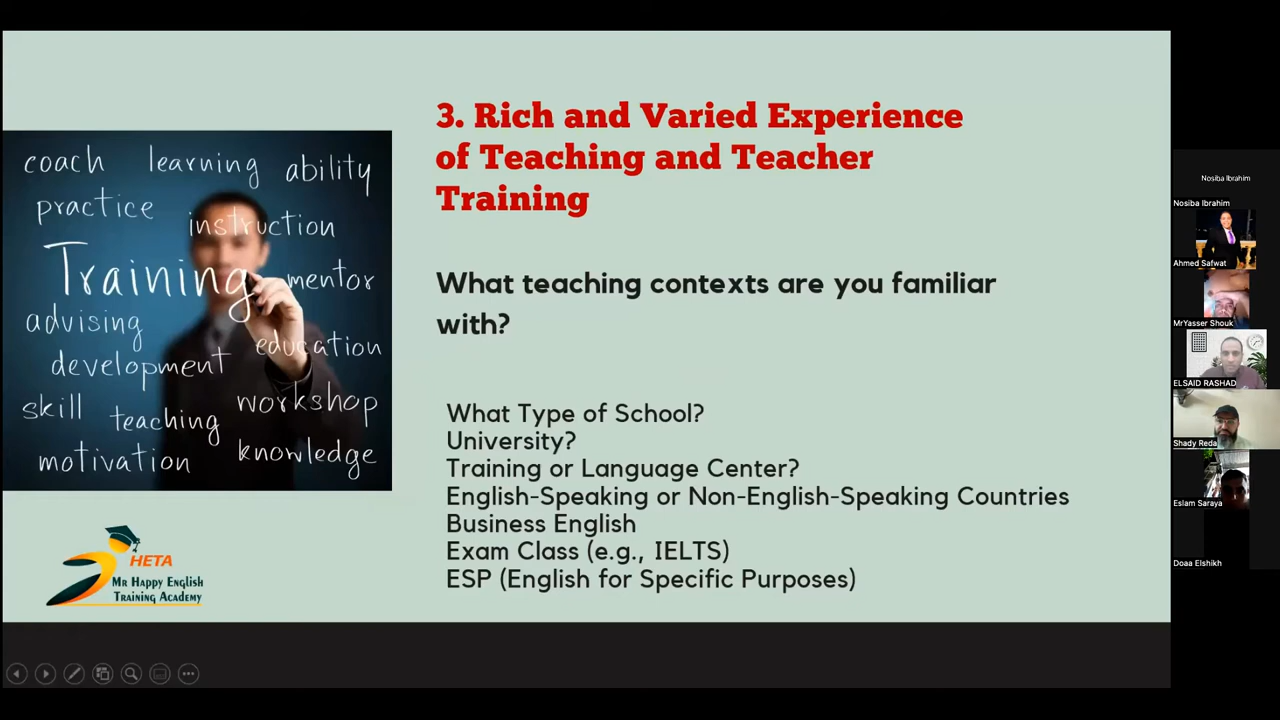 3. Rich and Varied Experience
of Teaching and Teacher
Training
What teaching contexts are you familiar
with?
What Type of School?
University?
Training or Language Center?
English-Speaking or Non-English-Speaking Countries
Business English
Exam Class (e.g., IELTS)
ESP (English for Specific Purposes)
coach learning ability
practice instruction
Training mentor
advising
development education
skill teaching workshop
motivation knowledge
HETA
Mr Happy English
Training Academy
Nosiba Ibrahim
Nosiba Ibrahim
Ahmed Safwat
MrYasser Shouk
ELSAID RASHAD
Shady Reda
Eslam Saraya
Doaa Elshikh